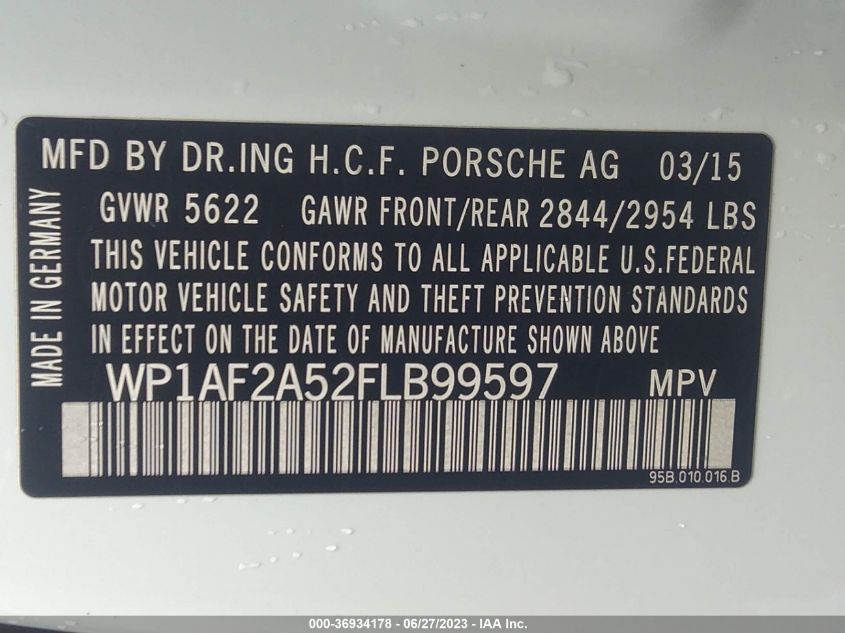 MFD BY DR.ING H.C.F. PORSCHE AG 03/15
GVWR 5622 GAWR FRONT/REAR 2844/2954 LBS
THIS VEHICLE CONFORMS TO ALL APPLICABLE U.S.FEDERAL
MOTOR VEHICLE SAFETY AND THEFT PREVENTION STANDARDS
IN EFFECT ON THE DATE OF MANUFACTURE SHOWN ABOVE
WP1AF2A52FLB99597 MPV
95B.010.016.B
MADE IN GERMANY
000-36934178 - 06/27/2023 - IAA Inc.